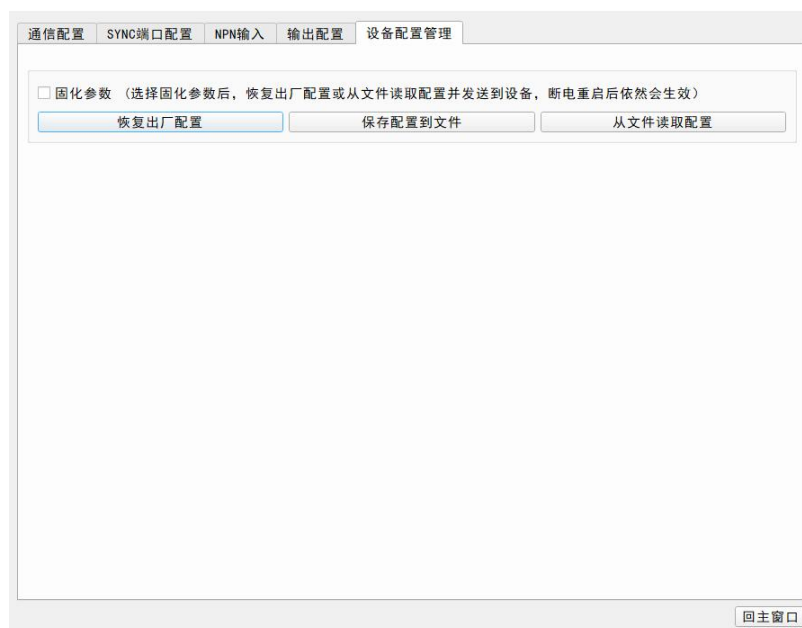 通信配置 SYNC端口配置 NPN输入 输出配置 设备配置管理
固化参数 （选择固化参数后，恢复出厂配置或从文件读取配置并发送到设备，断电重启后依然会生效）
恢复出厂配置 保存配置到文件 从文件读取配置
回主窗口